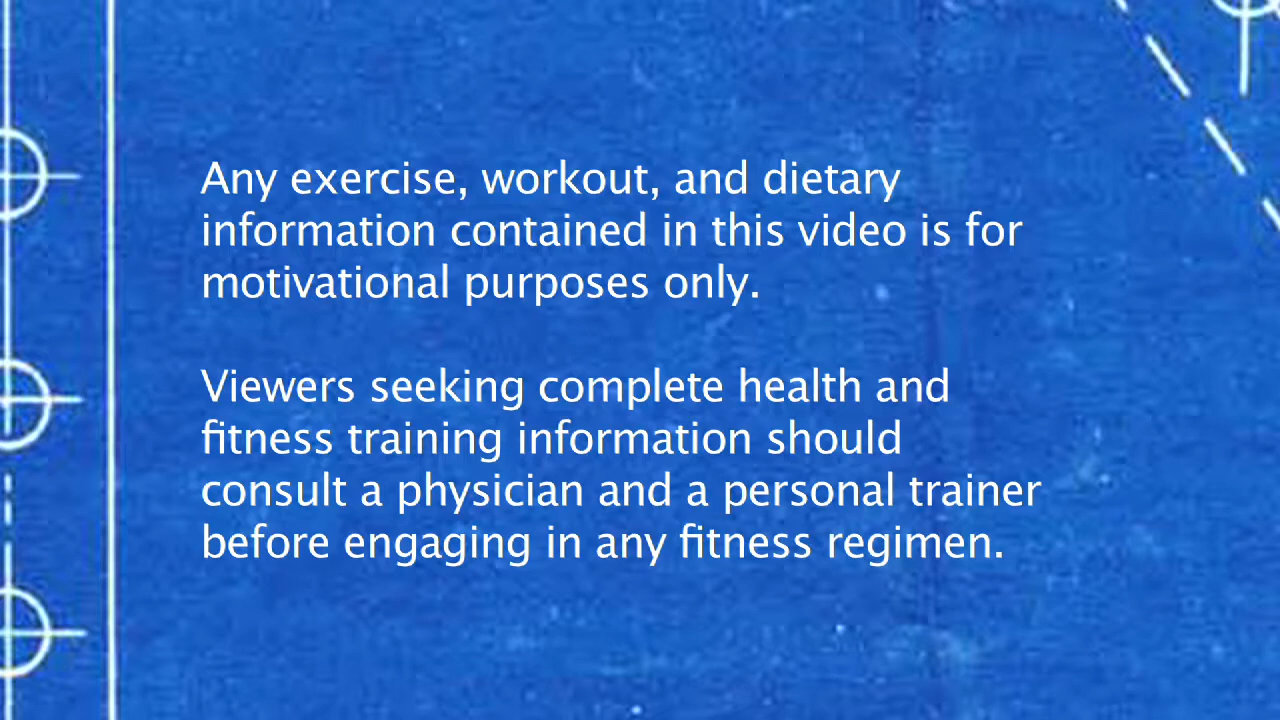 Any exercise, workout, and dietary
information contained in this video is for
motivational purposes only.
Viewers seeking complete health and
fitness training information should
consult a physician and a personal trainer
before engaging in any fitness regimen.